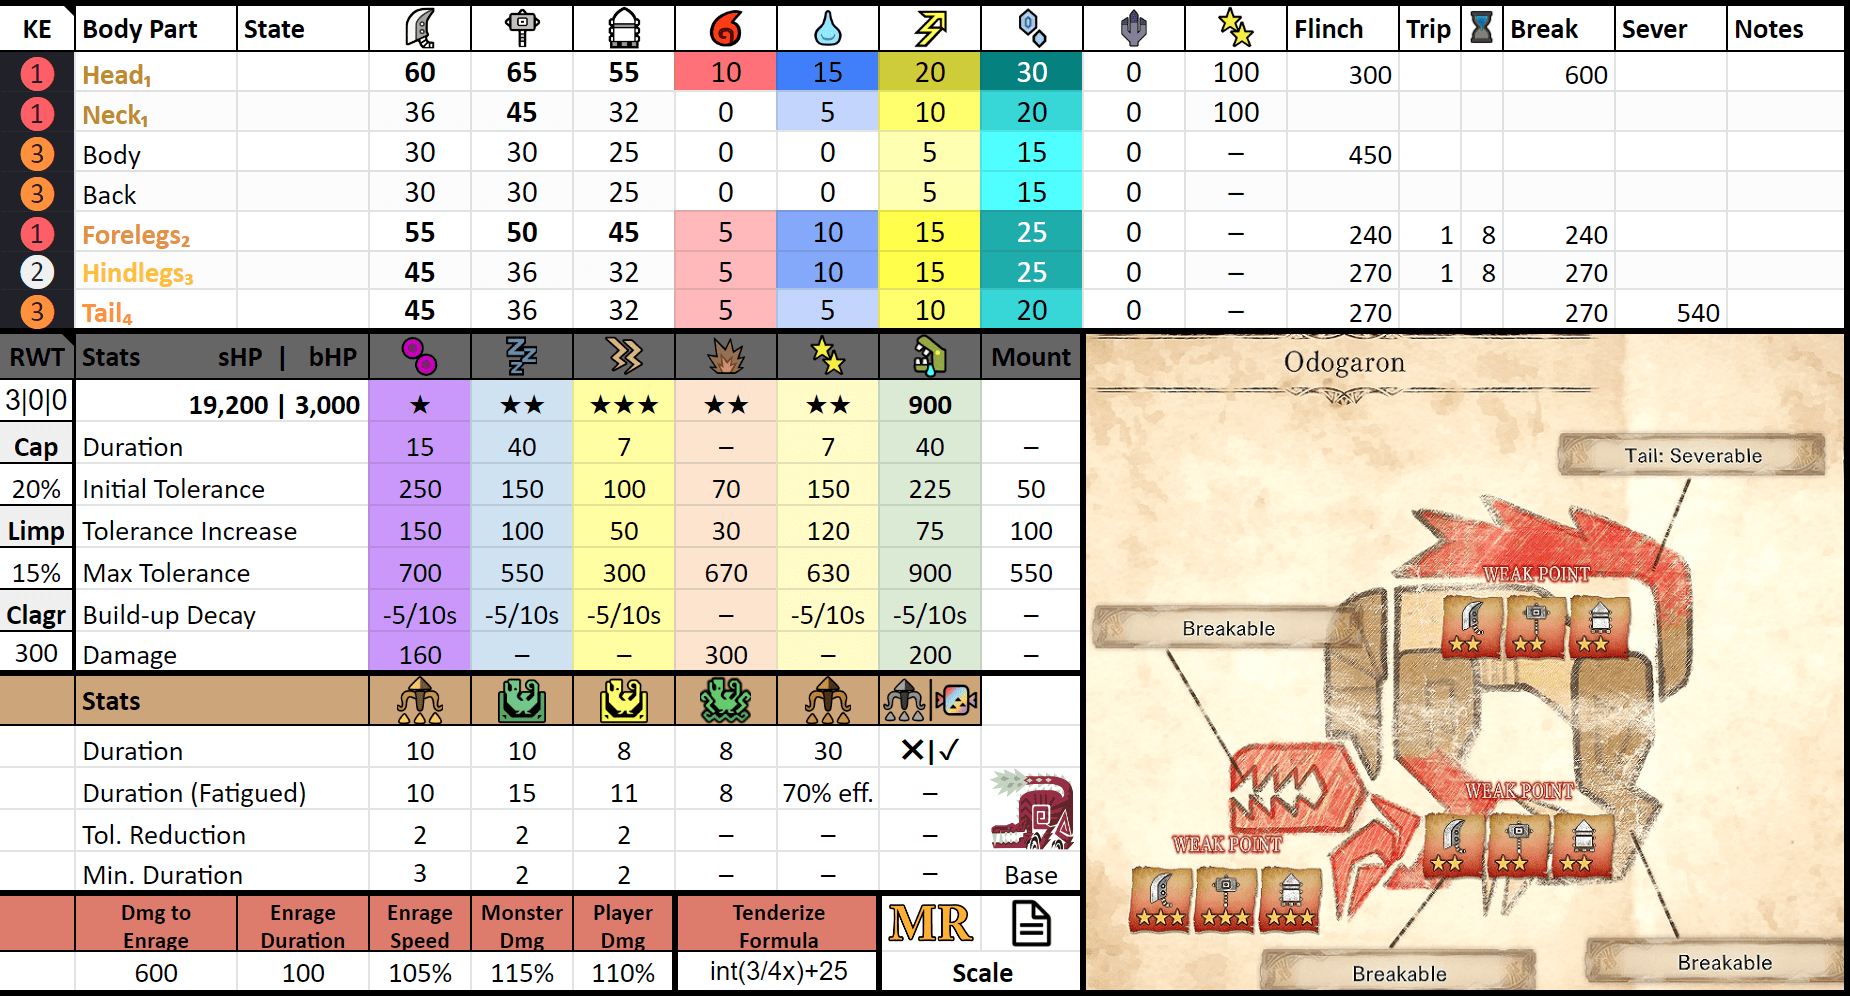 KE Body Part State Flinch Trip Break Sever Notes
1 Head₁ 60 65 55 10 15 20 30 0 100 300 600
1 Neck₁ 36 45 32 0 5 10 20 0 100
3 Body 30 30 25 0 0 5 15 0 – 450
3 Back 30 30 25 0 0 5 15 0 –
1 Forelegs₂ 55 50 45 5 10 15 25 0 – 240 1 8 240
2 Hindlegs₃ 45 36 32 5 10 15 25 0 – 270 1 8 270
3 Tail₄ 45 36 32 5 5 10 20 0 – 270 270 540
RWT Stats sHP | bHP Mount
3|0|0 19,200 | 3,000 ★ ★★ ★★★ ★★ ★★ 900
Cap Duration 15 40 7 – 7 40 –
20% Initial Tolerance 250 150 100 70 150 225 50
Limp Tolerance Increase 150 100 50 30 120 75 100
15% Max Tolerance 700 550 300 670 630 900 550
Clagr Build-up Decay -5/10s -5/10s -5/10s – -5/10s -5/10s –
300 Damage 160 – – 300 – 200 –
Stats
Duration 10 10 8 8 30 ✕|✓
Duration (Fatigued) 10 15 11 8 70% eff. –
Tol. Reduction 2 2 2 – – –
Min. Duration 3 2 2 – – – Base
Dmg to Enrage
Enrage Duration
Enrage Speed
Monster Dmg
Player Dmg
Tenderize Formula
MR
600 100 105% 115% 110% int(3/4x)+25 Scale
Odogaron
Tail: Severable
WEAK POINT
Breakable
WEAK POINT
WEAK POINT
Breakable
Breakable